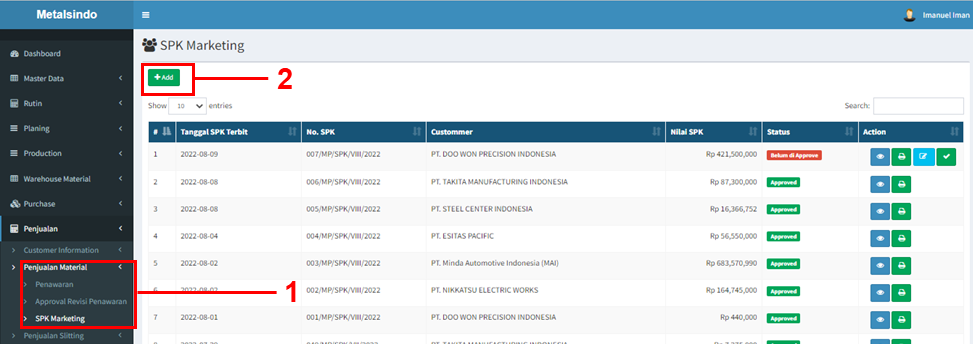 Metalsindo
Imanuel Iman
Dashboard
Master Data
Rutin
Planing
Production
Warehouse Material
Purchase
Penjualan
Customer Information
Penjualan Material
Penawaran
Approval Revisi Penawaran
SPK Marketing
Penjualan Slitting
1
SPK Marketing
Add
2
Show 10 entries
Search:
# Tanggal SPK Terbit No. SPK Custommer Nilai SPK Status Action
1 2022-08-09 007/MP/SPK/VIII/2022 PT. DOO WON PRECISION INDONESIA Rp 421,500,000 Belum di Approve
2 2022-08-08 006/MP/SPK/VIII/2022 PT. TAKITA MANUFACTURING INDONESIA Rp 87,300,000 Approved
3 2022-08-08 005/MP/SPK/VIII/2022 PT. STEEL CENTER INDONESIA Rp 16,366,752 Approved
4 2022-08-04 004/MP/SPK/VIII/2022 PT. ESITAS PACIFIC Rp 56,550,000 Approved
5 2022-08-02 003/MP/SPK/VIII/2022 PT. Minda Automotive Indonesia (MAI) Rp 683,570,990 Approved
6 2022-08-02 002/MP/SPK/VIII/2022 PT. NIKKATSU ELECTRIC WORKS Rp 164,745,000 Approved
7 2022-08-01 001/MP/SPK/VIII/2022 PT. DOO WON PRECISION INDONESIA Rp 440,000 Approved